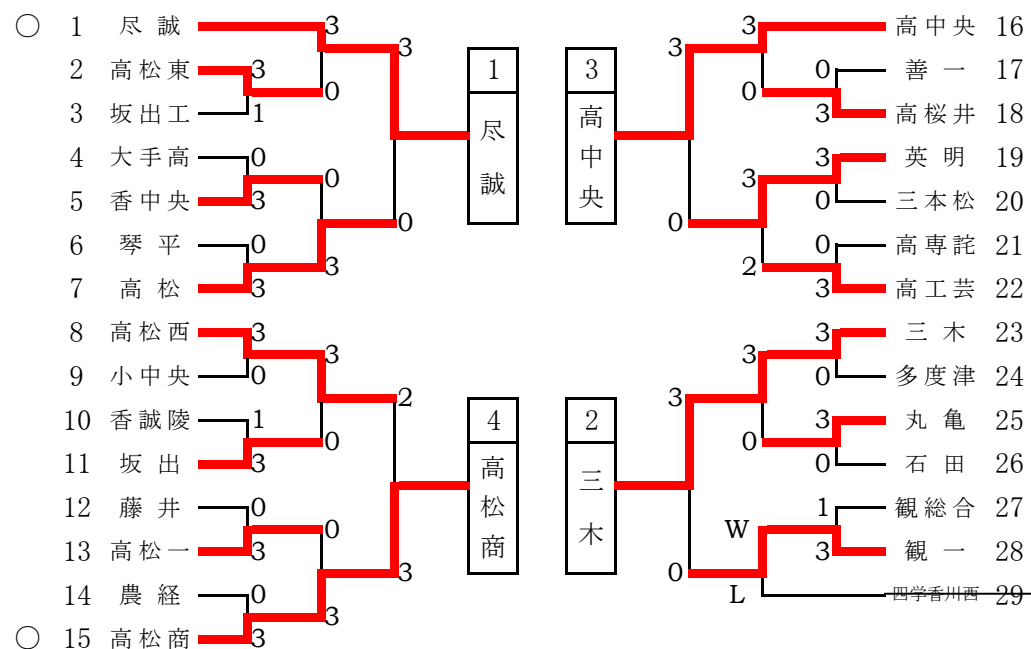 ○ 1 尽誠 3
2 高松東 3 0
3 坂出工 1
3
4 大手高 0 0
5 香中央 3
6 琴平 0
7 高松 3 3
0
1
尽誠
8 高松西 3 3
9 小中央 0
10 香誠陵 1
11 坂出 3 0
2
12 藤井 0 0
13 高松一 3
14 農経 0
○ 15 高松商 3 3
3
4
高松商
3 高中央 16
0 善一 17
0 3 高桜井 18
3
3 3 英明 19
0 三本松 20
0 高専詫 21
2 3 高工芸 22
0
3
高中央
3 3 三木 23
0 多度津 24
0 3 丸亀 25
0 石田 26
3
1 観総合 27
W 3 観一 28
L 四学香川西 29
0
2
三木